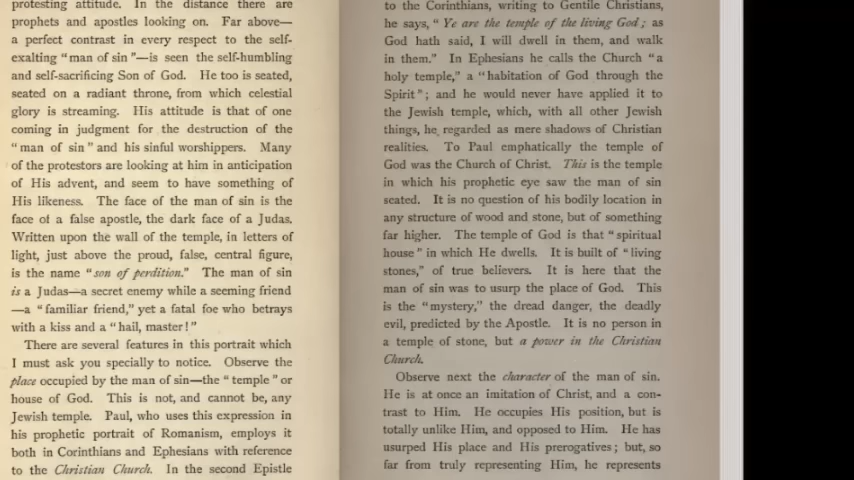 protesting attitude. In the distance there are
prophets and apostles looking on. Far above—
a perfect contrast in every respect to the self-
exalting "man of sin"—is seen the self-humbling
and self-sacrificing Son of God. He too is seated,
seated on a radiant throne, from which celestial
glory is streaming. His attitude is that of one
coming in judgment for the destruction of the
"man of sin" and his sinful worshippers. Many
of the protestors are looking at him in anticipation
of His advent, and seem to have something of
His likeness. The face of the man of sin is the
face of a false apostle, the dark face of a Judas.
Written upon the wall of the temple, in letters of
light, just above the proud, false, central figure,
is the name "son of perdition." The man of sin
is a Judas—a secret enemy while a seeming friend
—a "familiar friend," yet a fatal foe who betrays
with a kiss and a "hail, master!"
There are several features in this portrait which
I must ask you specially to notice. Observe the
place occupied by the man of sin—the "temple" or
house of God. This is not, and cannot be, any
Jewish temple. Paul, who uses this expression in
his prophetic portrait of Romanism, employs it
both in Corinthians and Ephesians with reference
to the Christian Church. In the second Epistle
to the Corinthians, writing to Gentile Christians,
he says, "Ye are the temple of the living God; as
God hath said, I will dwell in them, and walk
in them." In Ephesians he calls the Church "a
holy temple," a "habitation of God through the
Spirit"; and he would never have applied it to
the Jewish temple, which, with all other Jewish
things, he regarded as mere shadows of Christian
realities. To Paul emphatically the temple of
God was the Church of Christ. This is the temple
in which his prophetic eye saw the man of sin
seated. It is no question of his bodily location in
any structure of wood and stone, but of something
far higher. The temple of God is that "spiritual
house" in which He dwells. It is built of "living
stones," of true believers. It is here that the
man of sin was to usurp the place of God. This
is the "mystery," the dread danger, the deadly
evil, predicted by the Apostle. It is no person in
a temple of stone, but a power in the Christian
Church.
Observe next the character of the man of sin.
He is at once an imitation of Christ, and a con-
trast to Him. He occupies His position, but is
totally unlike Him, and opposed to Him. He has
usurped His place and His prerogatives; but, so
far from truly representing Him, he represents